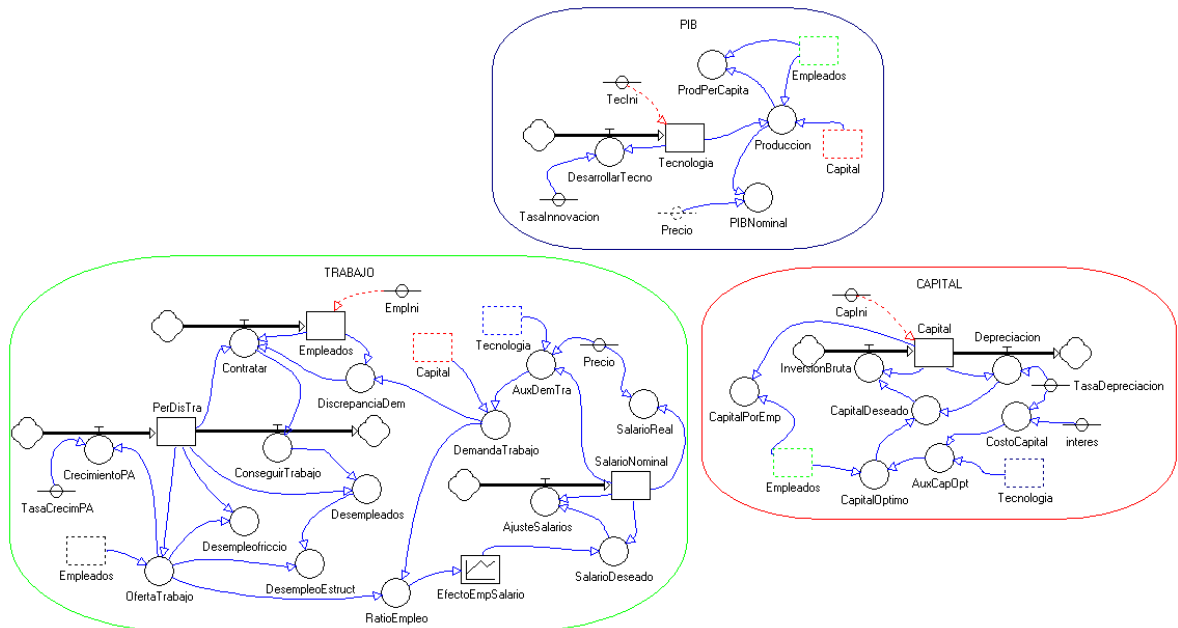 PIB
Empleados
ProdPerCapita
TecIni
Produccion
Tecnologia
Capital
DesarrollarTecno
TasaInnovacion
Precio
PIBNominal
TRABAJO
EmpIni
Empleados
Contratar
Capital
Tecnologia
Precio
DiscrepanciaDem
AuxDemTra
PerDisTra
SalarioReal
DemandaTrabajo
CrecimientoPA
ConseguirTrabajo
SalarioNominal
TasaCrecimPA
Desempleados
AjusteSalarios
Desempleofriccio
Empleados
OfertaTrabajo
DesempleoEstruct
SalarioDeseado
EfectoEmpSalario
RatioEmpleo
CAPITAL
CapIni
Capital
Depreciacion
InversionBruta
TasaDepreciacion
CapitalPorEmp
CapitalDeseado
CostoCapital
interes
Empleados
CapitalOptimo
AuxCapOpt
Tecnologia